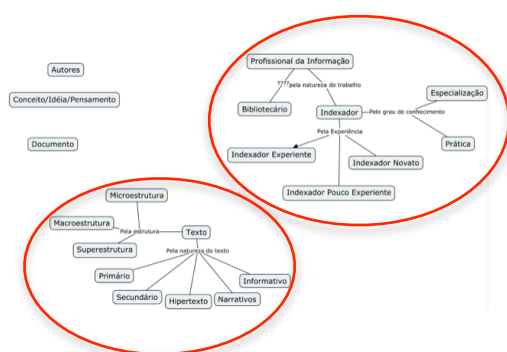 Autores
Conceito/Idéia/Pensamento
Documento
Profissional da Informação
????pela natureza do trabalho
Bibliotecário
Indexador
Pelo grau de conhecimento
Especialização
Prática
Pela Experiência
Indexador Experiente
Indexador Novato
Indexador Pouco Experiente
Microestrutura
Macroestrutura
Pela estrutura
Texto
Superestrutura
Pela natureza do texto
Primário
Secundário
Hipertexto
Narrativos
Informativo